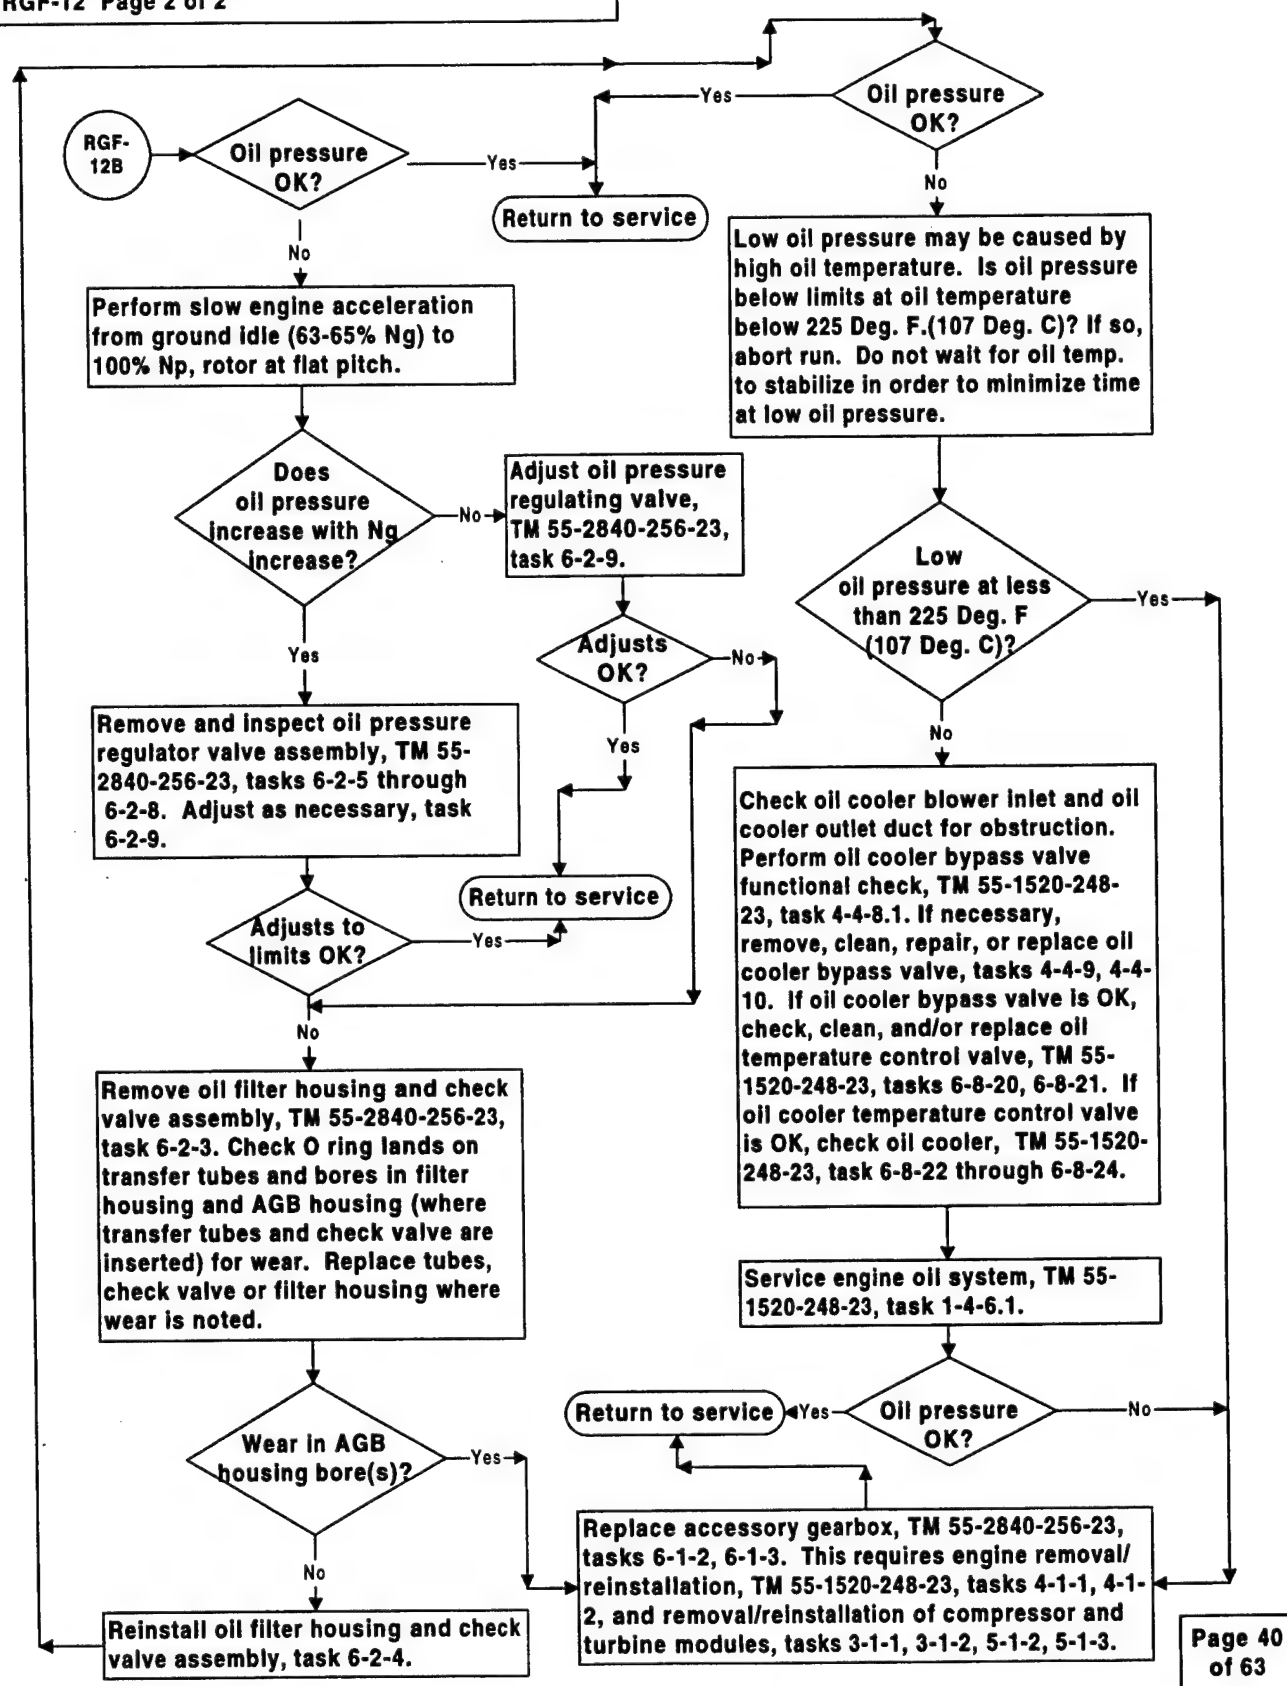 RGF-12 Page 2 of 2
RGF-
12B
Oil pressure
OK?
Yes
Return to service
No
Perform slow engine acceleration
from ground idle (63-65% Ng) to
100% Np, rotor at flat pitch.
Does
oil pressure
increase with Ng
increase?
No
Adjust oil pressure
regulating valve,
TM 55-2840-256-23,
task 6-2-9.
Adjusts
OK?
No
Yes
Yes
Remove and inspect oil pressure
regulator valve assembly, TM 55-
2840-256-23, tasks 6-2-5 through
6-2-8. Adjust as necessary, task
6-2-9.
Return to service
Adjusts to
limits OK?
Yes
No
Remove oil filter housing and check
valve assembly, TM 55-2840-256-23,
task 6-2-3. Check O ring lands on
transfer tubes and bores in filter
housing and AGB housing (where
transfer tubes and check valve are
inserted) for wear. Replace tubes,
check valve or filter housing where
wear is noted.
Wear in AGB
housing bore(s)?
Yes
No
Reinstall oil filter housing and check
valve assembly, task 6-2-4.
Oil pressure
OK?
Yes
No
Low oil pressure may be caused by
high oil temperature. Is oil pressure
below limits at oil temperature
below 225 Deg. F.(107 Deg. C)? If so,
abort run. Do not wait for oil temp.
to stabilize in order to minimize time
at low oil pressure.
Low
oil pressure at less
than 225 Deg. F
(107 Deg. C)?
Yes
No
Check oil cooler blower inlet and oil
cooler outlet duct for obstruction.
Perform oil cooler bypass valve
functional check, TM 55-1520-248-
23, task 4-4-8.1. If necessary,
remove, clean, repair, or replace oil
cooler bypass valve, tasks 4-4-9, 4-4-
10. If oil cooler bypass valve is OK,
check, clean, and/or replace oil
temperature control valve, TM 55-
1520-248-23, tasks 6-8-20, 6-8-21. If
oil cooler temperature control valve
is OK, check oil cooler, TM 55-1520-
248-23, task 6-8-22 through 6-8-24.
Service engine oil system, TM 55-
1520-248-23, task 1-4-6.1.
Return to service
Yes
Oil pressure
OK?
No
Replace accessory gearbox, TM 55-2840-256-23,
tasks 6-1-2, 6-1-3. This requires engine removal/
reinstallation, TM 55-1520-248-23, tasks 4-1-1, 4-1-
2, and removal/reinstallation of compressor and
turbine modules, tasks 3-1-1, 3-1-2, 5-1-2, 5-1-3.
Page 40
of 63